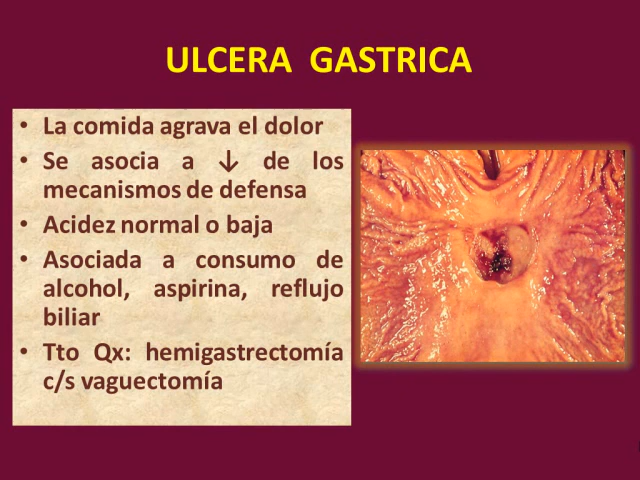 ULCERA GASTRICA
• La comida agrava el dolor
• Se asocia a ↓ de los
mecanismos de defensa
• Acidez normal o baja
• Asociada a consumo de
alcohol, aspirina, reflujo
biliar
• Tto Qx: hemigastrectomía
c/s vaguectomía